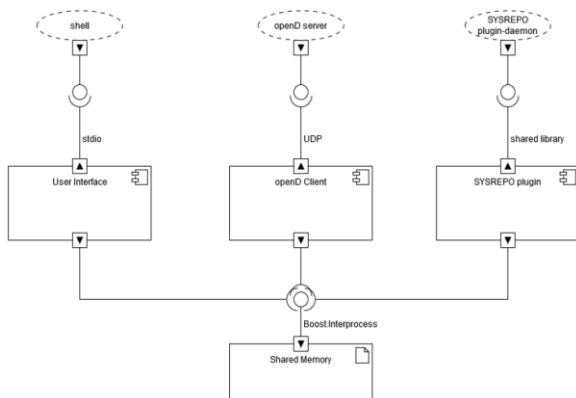 shell
openD server
SYSREPO
plugin-daemon
stdio
UDP
shared library
User Interface
openD Client
SYSREPO plugin
Boost.Interprocess
Shared Memory